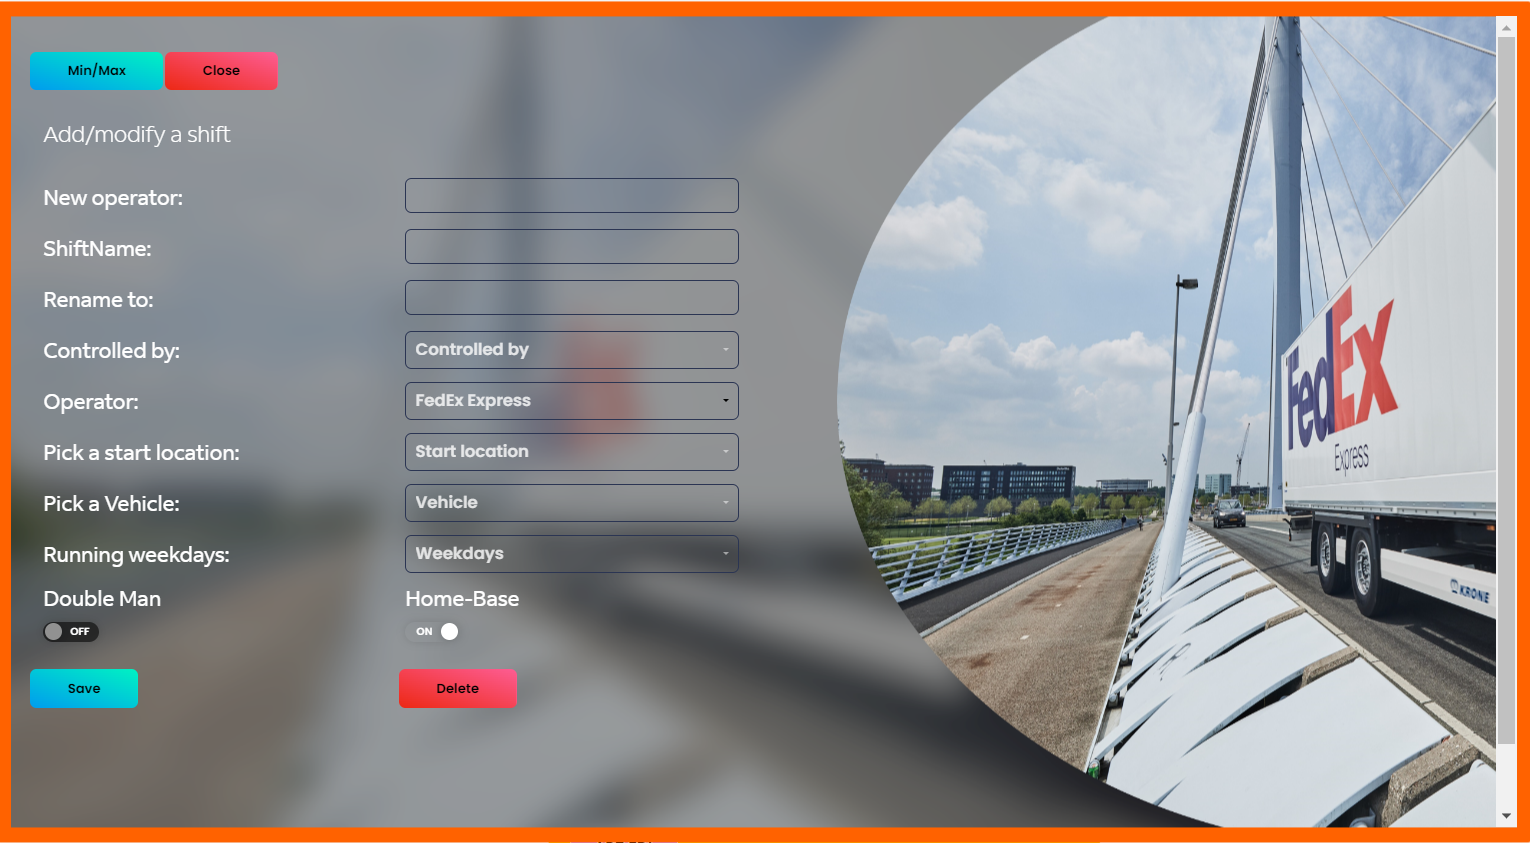 Min/Max Close
Add/modify a shift
New operator:
ShiftName:
Rename to:
Controlled by: Controlled by
Operator: FedEx Express
Pick a start location: Start location
Pick a Vehicle: Vehicle
Running weekdays: Weekdays
Double Man Home-Base
OFF ON
Save Delete
FedEx
Express
KRONE